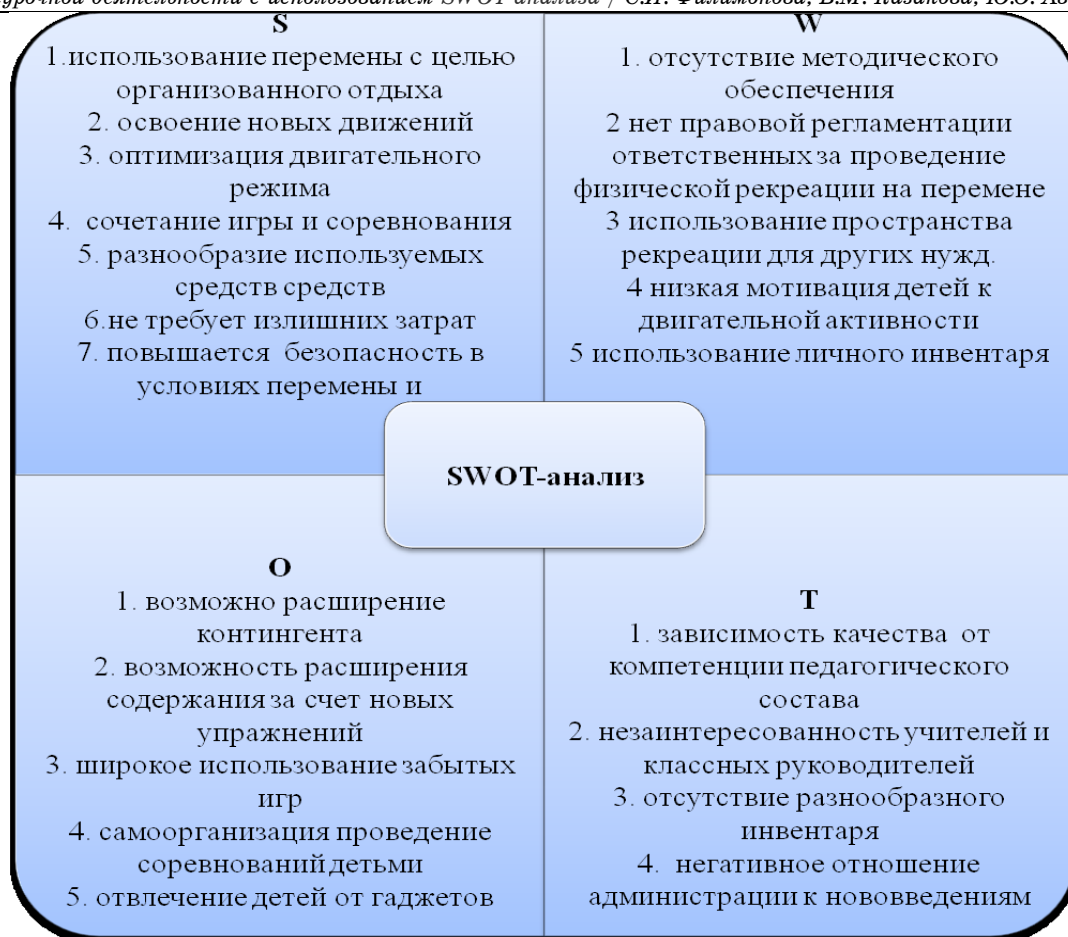 урочной деятельности с использованием SWOT-анализа / С.И. Филимонова,
S
1.использование перемены с целью
организованного отдыха
2. освоение новых движений
3. оптимизация двигательного
режима
4. сочетание игры и соревнования
5. разнообразие используемых
средств средств
6.не требует излишних затрат
7. повышается безопасность в
условиях перемены и
W
1. отсутствие методического
обеспечения
2 нет правовой регламентации
ответственных за проведение
физической рекреации на перемене
3 использование пространства
рекреации для других нужд.
4 низкая мотивация детей к
двигательной активности
5 использование личного инвентаря
SWOT-анализ
O
1. возможно расширение
контингента
2. возможность расширения
содержания за счет новых
упражнений
3. широкое использование забытых
игр
4. самоорганизация проведение
соревнований детьми
5. отвлечение детей от гаджетов
T
1. зависимость качества от
компетенции педагогического
состава
2. незаинтересованность учителей и
классных руководителей
3. отсутствие разнообразного
инвентаря
4. негативное отношение
администрации к нововведениям